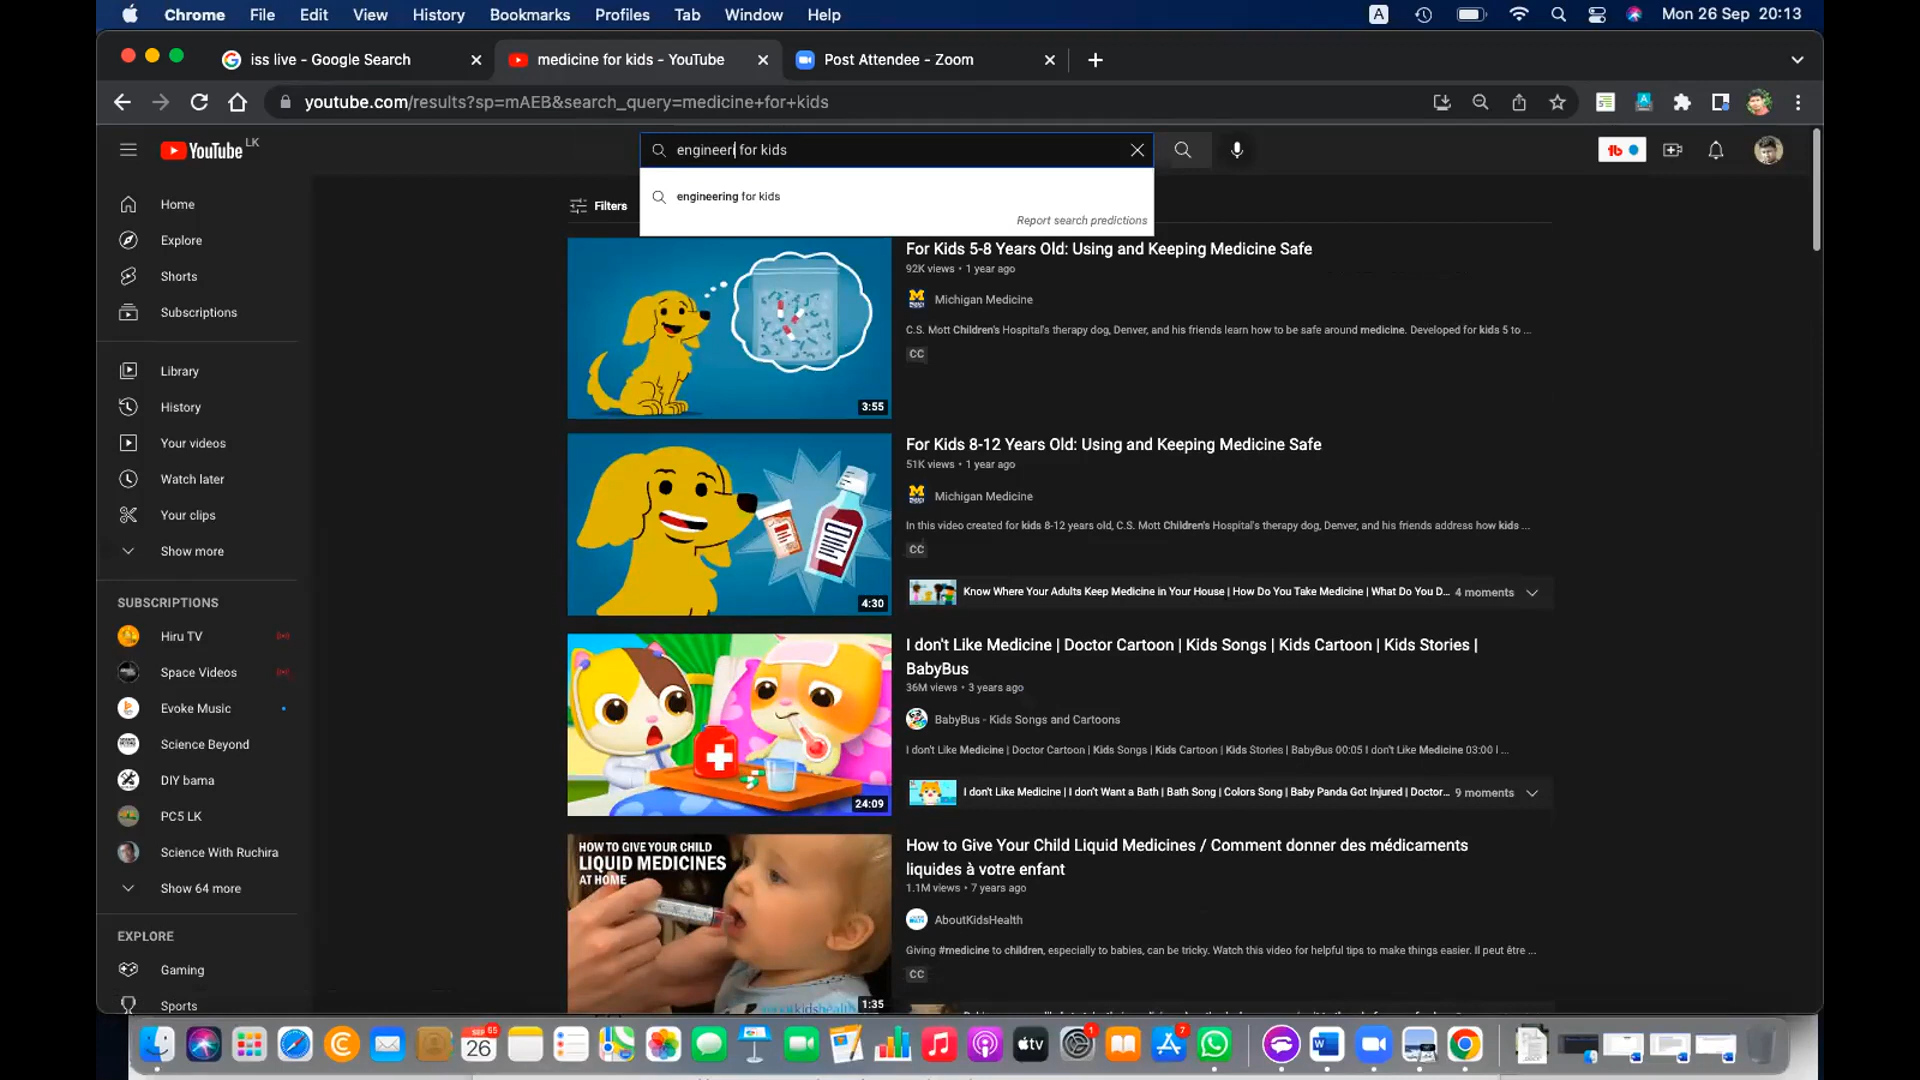 Chrome File Edit View History Bookmarks Profiles Tab Window Help A Mon 26 Sep 20:13
iss live - Google Search
medicine for kids - YouTube
Post Attendee - Zoom
youtube.com/results?sp=mAEB&search_query=medicine+for+kids
YouTube LK
engineeri for kids
engineering for kids
Report search predictions
Filters
Home
Explore
Shorts
Subscriptions
Library
History
Your videos
Watch later
Your clips
Show more
SUBSCRIPTIONS
Hiru TV
Space Videos
Evoke Music
Science Beyond
DIY bama
PC5 LK
Science With Ruchira
Show 64 more
EXPLORE
Gaming
Sports
3:55
For Kids 5-8 Years Old: Using and Keeping Medicine Safe
92K views • 1 year ago
Michigan Medicine
C.S. Mott Children's Hospital's therapy dog, Denver, and his friends learn how to be safe around medicine. Developed for kids 5 to ...
CC
4:30
For Kids 8-12 Years Old: Using and Keeping Medicine Safe
51K views • 1 year ago
Michigan Medicine
In this video created for kids 8-12 years old, C.S. Mott Children's Hospital's therapy dog, Denver, and his friends address how kids ...
CC
Know Where Your Adults Keep Medicine in Your House | How Do You Take Medicine | What Do You D... 4 moments
24:09
I don't Like Medicine | Doctor Cartoon | Kids Songs | Kids Cartoon | Kids Stories |
BabyBus
36M views • 3 years ago
BabyBus - Kids Songs and Cartoons
I don't Like Medicine | Doctor Cartoon | Kids Songs | Kids Cartoon | Kids Stories | BabyBus 00:05 I don't Like Medicine 03:00 I ...
I don't Like Medicine | I don't Want a Bath | Bath Song | Colors Song | Baby Panda Got Injured | Doctor... 9 moments
HOW TO GIVE YOUR CHILD
LIQUID MEDICINES
AT HOME
1:35
How to Give Your Child Liquid Medicines / Comment donner des médicaments
liquides à votre enfant
1.1M views • 7 years ago
AboutKidsHealth
Giving #medicine to children, especially to babies, can be tricky. Watch this video for helpful tips to make things easier. Il peut être ...
CC
SEP 65
26
tv
1
7